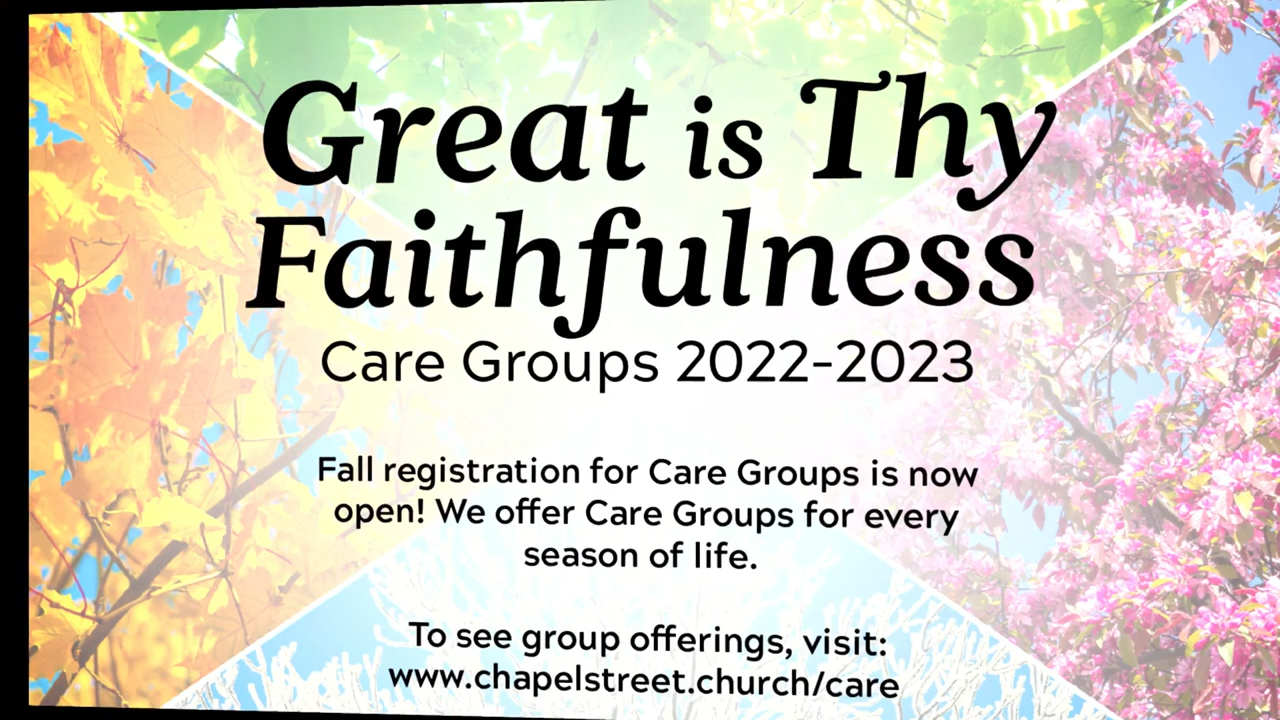 Great is Thy
Faithfulness
Care Groups 2022-2023
Fall registration for Care Groups is now
open! We offer Care Groups for every
season of life.
To see group offerings, visit:
www.chapelstreet.church/care